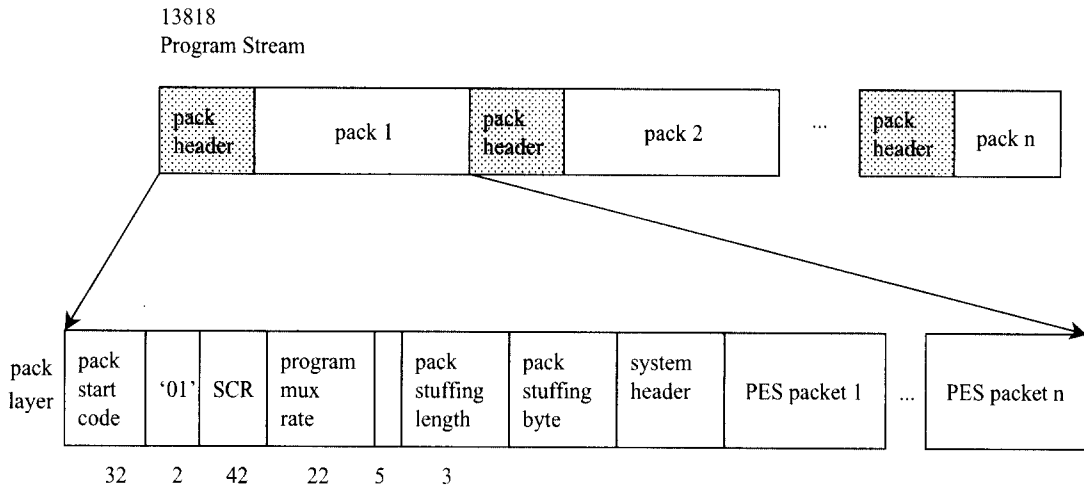 13818
Program Stream
pack
header
pack 1
pack
header
pack 2
...
pack
header
pack n
pack
layer
pack
start
code
'01'
SCR
program
mux
rate
pack
stuffing
length
pack
stuffing
byte
system
header
PES packet 1
...
PES packet n
32 2 42 22 5 3